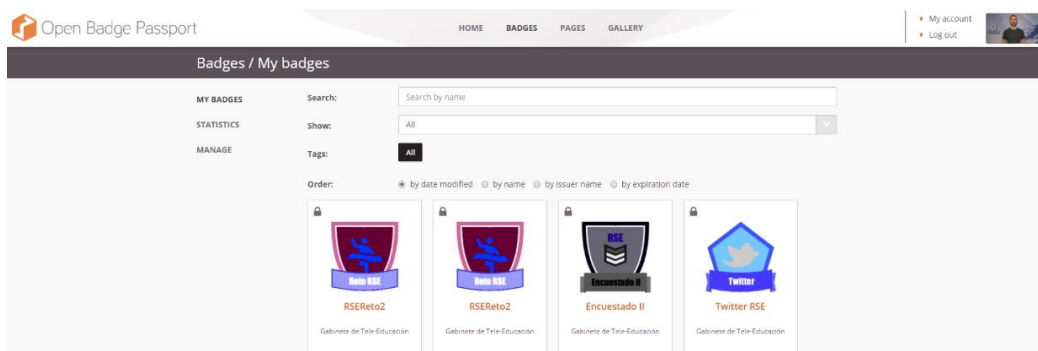 Open Badge Passport
HOME BADGES PAGES GALLERY
My account
Log out
Badges / My badges
MY BADGES
STATISTICS
MANAGE
Search: Search by name
Show: All
Tags: All
Order: by date modified by name by issuer name by expiration date
Reto RSE
Reto RSE
RSE
Encuestado II
Twitter
RSEReto2 RSEReto2 Encuestado II Twitter RSE
Gabinete de Tele-Educación Gabinete de Tele-Educación Gabinete de Tele-Educación Gabinete de Tele-Educación